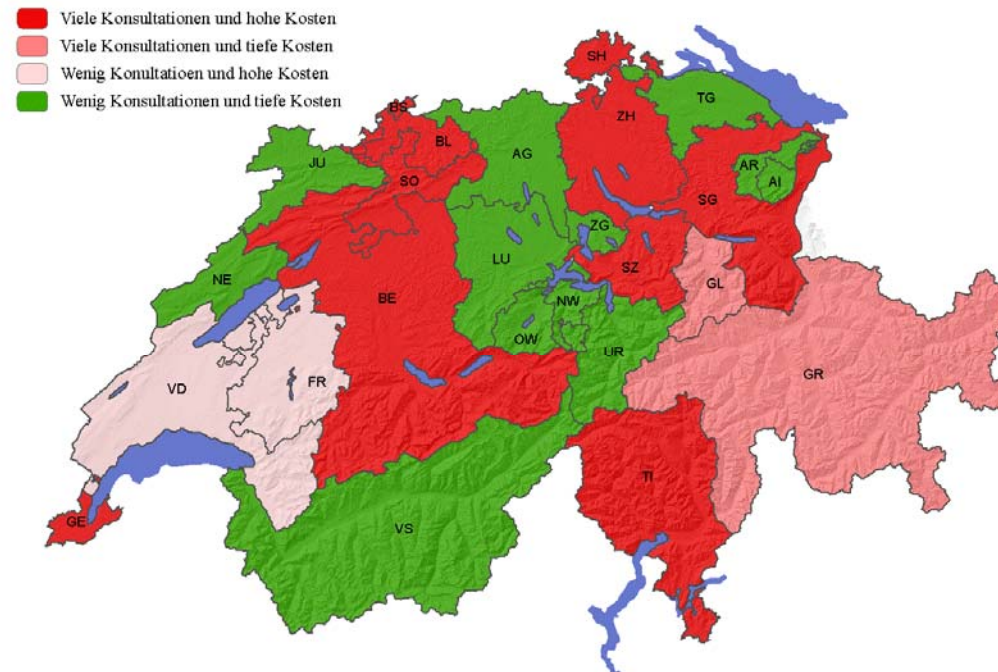 Viele Konsultationen und hohe Kosten
Viele Konsultationen und tiefe Kosten
Wenig Konultatioen und hohe Kosten
Wenig Konsultationen und tiefe Kosten
SH
BS
TG
ZH
BL
AG
JU
AR
SO
AI
SG
ZG
LU
SZ
NE
GL
BE
NW
OW
UR
GR
FR
VD
TI
GE
VS